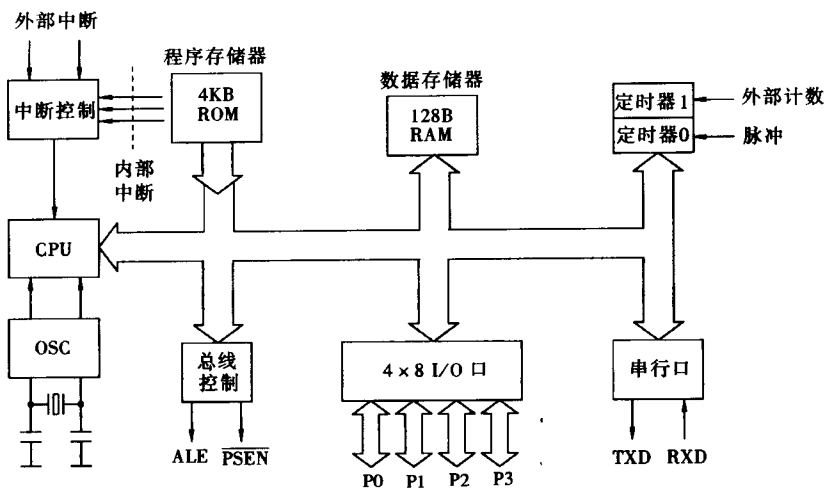 外部中断
程序存储器
中断控制
4KB
ROM
内部
中断
数据存储器
128B
RAM
定时器1
定时器0
外部计数
脉冲
CPU
OSC
总线
控制
4×8 I/O 口
串行口
ALE
PSEN
P0
P1
P2
P3
TXD
RXD